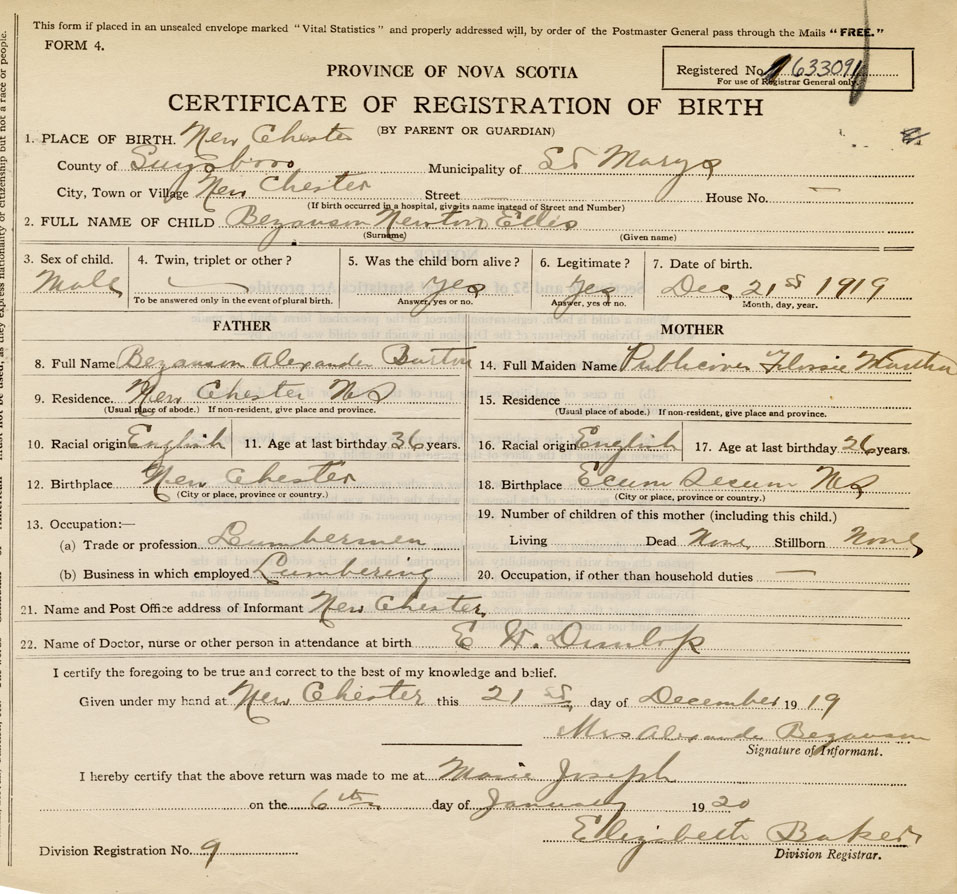 This form if placed in an unsealed envelope marked "Vital Statistics" and properly addressed will, by order of the Postmaster General pass through the Mails "FREE."
FORM 4.
Registered No. 633091
For use of Registrar General only.
PROVINCE OF NOVA SCOTIA
CERTIFICATE OF REGISTRATION OF BIRTH
(BY PARENT OR GUARDIAN)
1. PLACE OF BIRTH. New Chester
County of Guysboro Municipality of St Marys
City, Town or Village New Chester Street House No. —
(If birth occurred in a hospital, give its name instead of Street and Number)
2. FULL NAME OF CHILD Bezanson Newton Ellis
(Surname) (Given name)
3. Sex of child. 4. Twin, triplet or other? 5. Was the child born alive? 6. Legitimate? 7. Date of birth.
Male yes yes Dec 21st 1919
To be answered only in the event of plural birth. Answer, yes or no. Answer, yes or no. Month, day, year.
FATHER
8. Full Name Bezanson Alexander Burton
9. Residence. New Chester NS
(Usual place of abode.) If non-resident, give place and province.
10. Racial origin English 11. Age at last birthday 36 years.
12. Birthplace New Chester
(City or place, province or country.)
13. Occupation:—
(a) Trade or profession Lumbermen
(b) Business in which employed Lumbering
MOTHER
14. Full Maiden Name Publicover Flossie Martha
15. Residence
(Usual place of abode.) If non-resident, give place and province.
16. Racial origin English 17. Age at last birthday 26 years.
18. Birthplace Ecum Secum NS
(City or place, province or country.)
19. Number of children of this mother (including this child.)
Living Dead None Stillborn None
20. Occupation, if other than household duties —
21. Name and Post Office address of Informant New Chester
22. Name of Doctor, nurse or other person in attendance at birth E W. Dunlop
I certify the foregoing to be true and correct to the best of my knowledge and belief.
Given under my hand at New Chester this 21 st day of December 1919
Mrs Alexander Bezanson
Signature of Informant.
I hereby certify that the above return was made to me at Marie Joseph
on the 6th day of January 1920
Elizabeth Baker
Division Registrar.
Division Registration No. 9